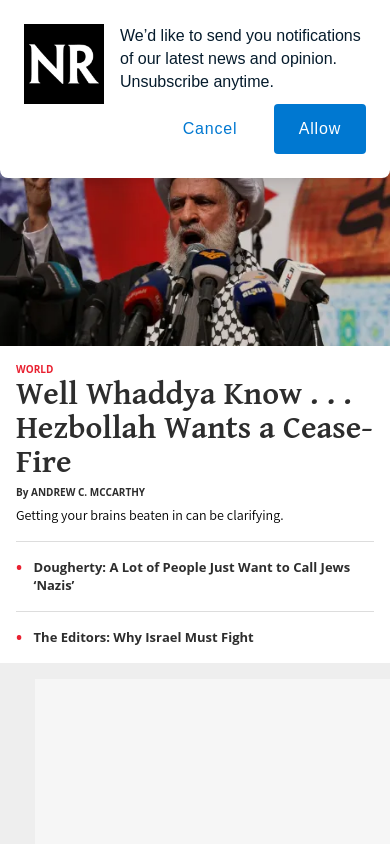 NR
We'd like to send you notifications
of our latest news and opinion.
Unsubscribe anytime.
Cancel
Allow
WORLD
Well Whaddya Know . . .
Hezbollah Wants a Cease-
Fire
By ANDREW C. MCCARTHY
Getting your brains beaten in can be clarifying.
• Dougherty: A Lot of People Just Want to Call Jews
‘Nazis’
• The Editors: Why Israel Must Fight